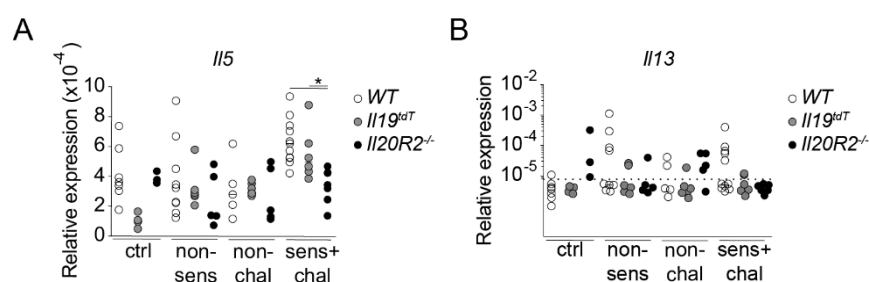 A
Il5
Relative expression (x10-4)
10
8
6
4
2
0
*
WT
Il19tdT
Il20R2-/-
ctrl
non-
sens
non-
chal
sens+
chal
B
Il13
Relative expression
10-2
10-3
10-4
10-5
WT
Il19tdT
Il20R2-/-
ctrl
non-
sens
non-
chal
sens+
chal